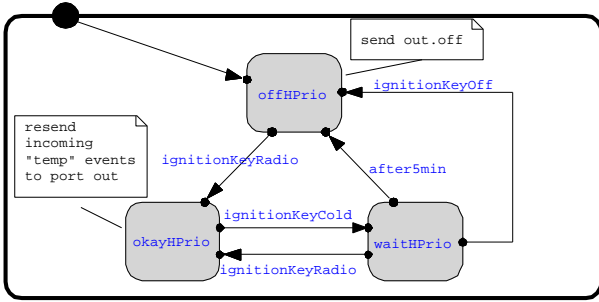 send out.off
ignitionKeyOff
offHPrio
resend
incoming
"temp" events
to port out
ignitionKeyRadio
after5min
ignitionKeyCold
okayHPrio
waitHPrio
ignitionKeyRadio